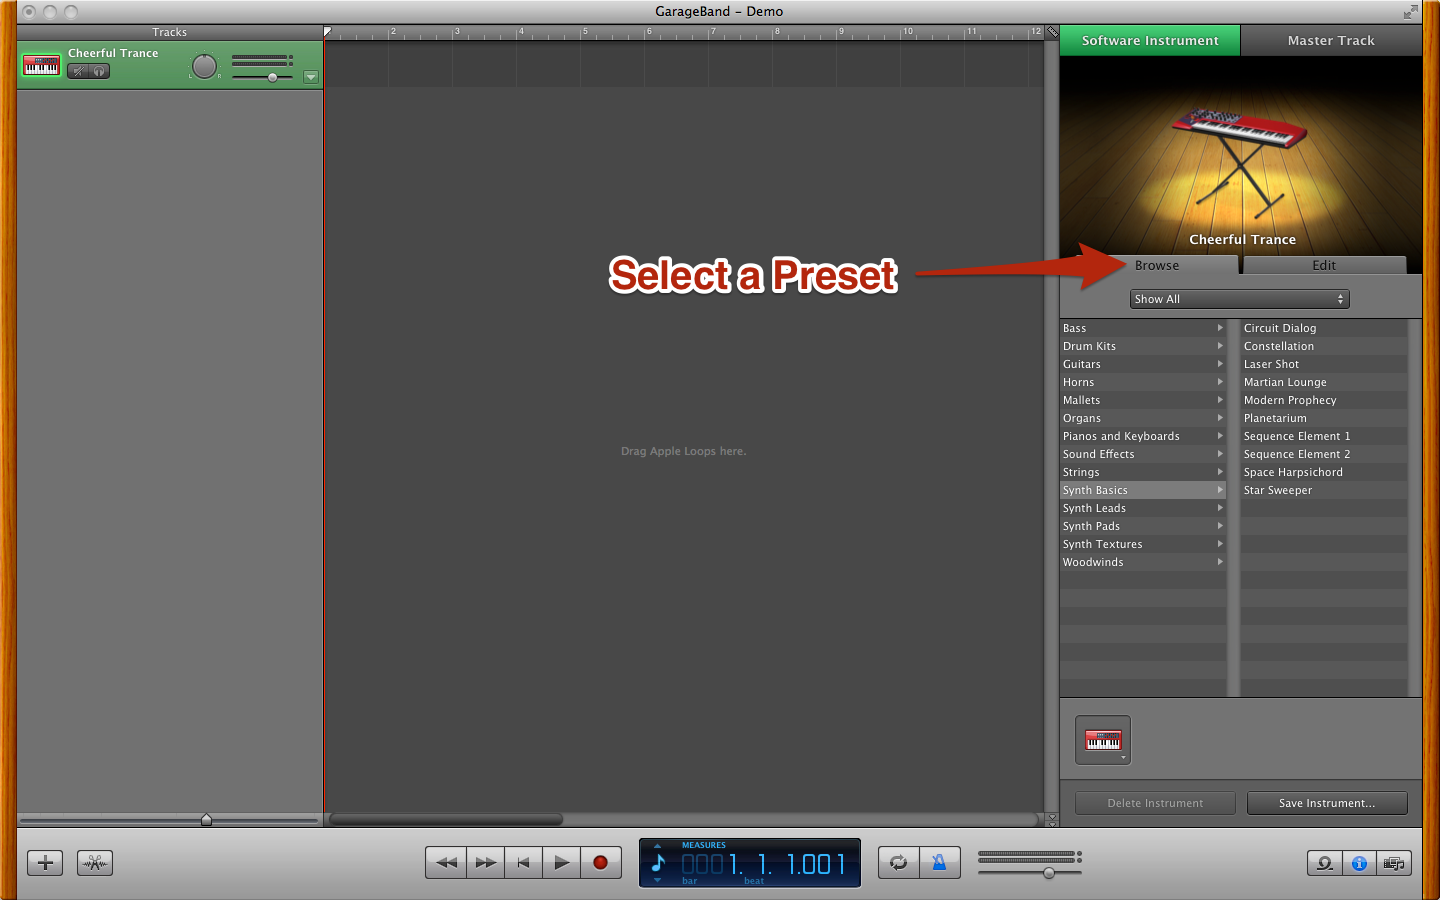 GarageBand – Demo
Tracks
2 3 4 5 6 7 8 9 10 11 12
Software Instrument
Master Track
Cheerful Trance
L R
Cheerful Trance
Select a Preset
Browse
Edit
Show All
Bass
Drum Kits
Guitars
Horns
Mallets
Organs
Pianos and Keyboards
Sound Effects
Strings
Synth Basics
Synth Leads
Synth Pads
Synth Textures
Woodwinds
Circuit Dialog
Constellation
Laser Shot
Martian Lounge
Modern Prophecy
Planetarium
Sequence Element 1
Sequence Element 2
Space Harpsichord
Star Sweeper
Drag Apple Loops here.
Delete Instrument
Save Instrument...
MEASURES
0001. 1. 1.001
bar beat